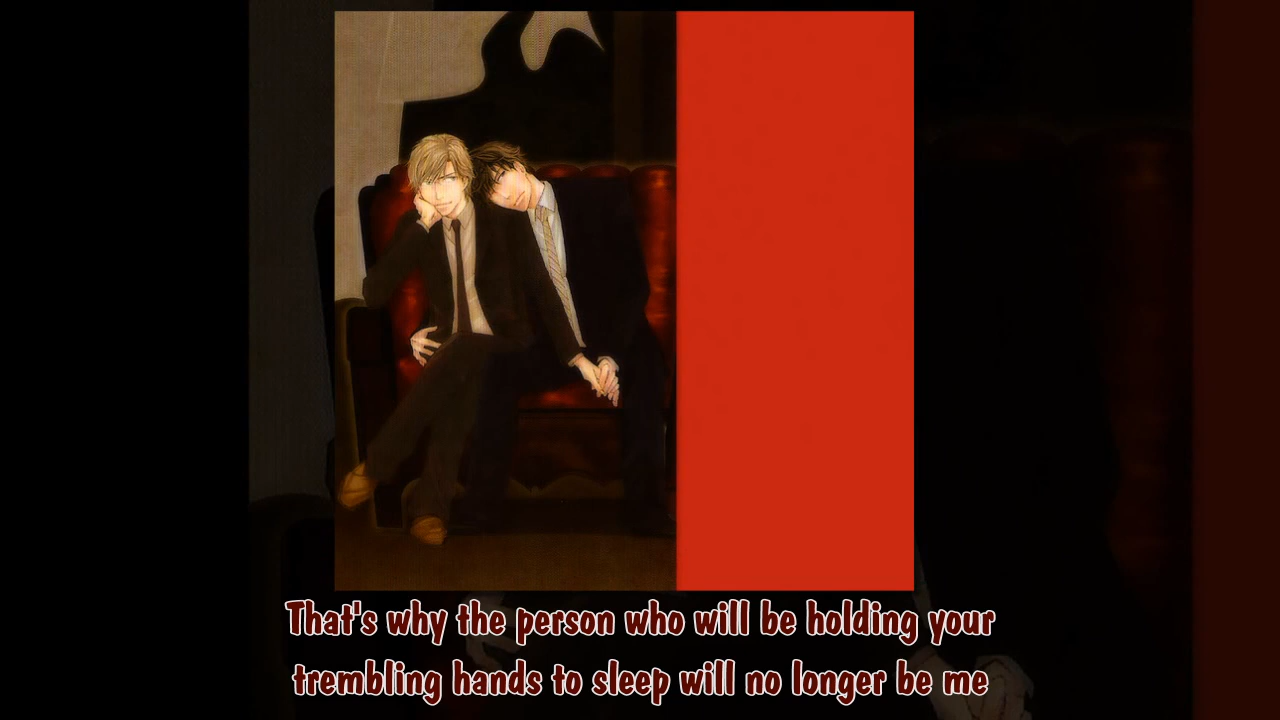 That's why the person who will be holding your
trembling hands to sleep will no longer be me